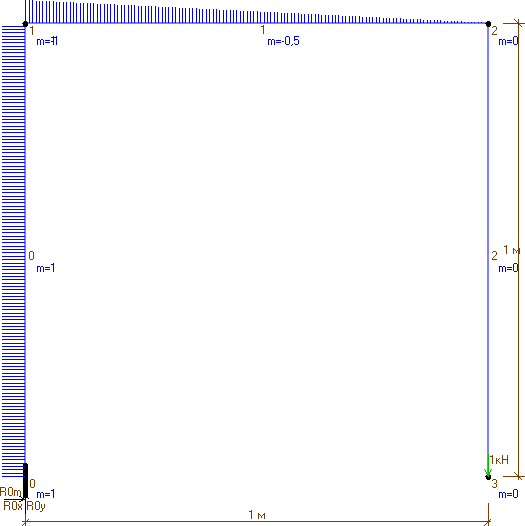 1 1 2
m=1 m=-0,5 m=0
0 2 1 м
m=1 m=0
1кН
R0m 0 3
m=1 m=0
R0x R0y
1 м